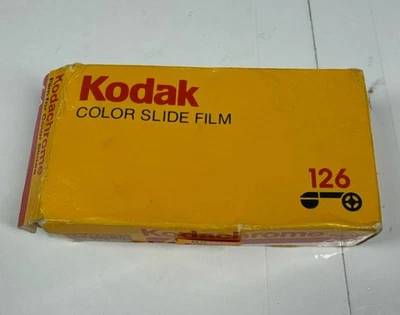 Kodak
COLOR SLIDE FILM
126
Kodachrome
Kodachrome